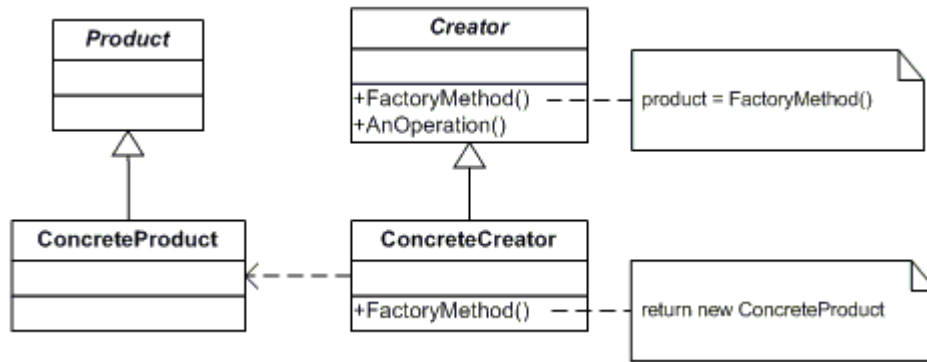 Product
Creator
+FactoryMethod()
+AnOperation()
product = FactoryMethod()
ConcreteProduct
ConcreteCreator
+FactoryMethod()
return new ConcreteProduct